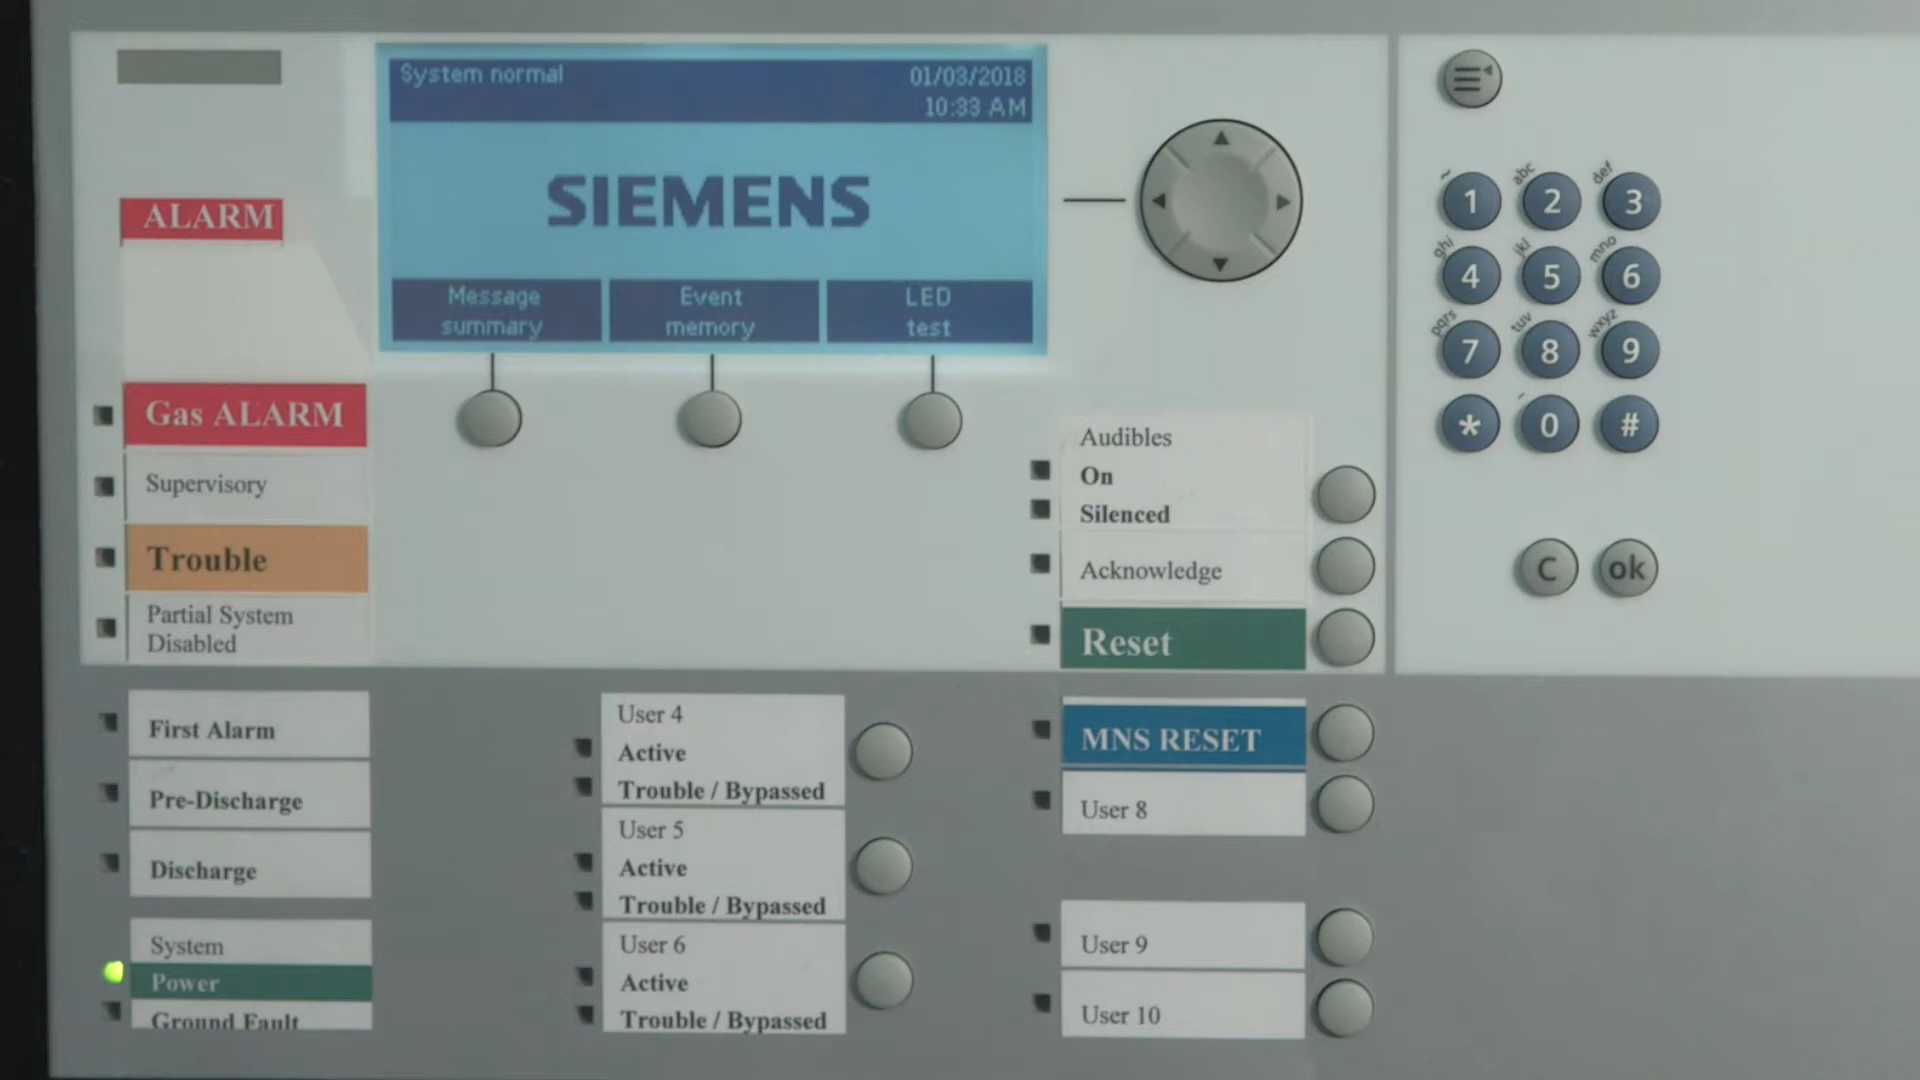 System normal
01/03/2018
10:33 AM
SIEMENS
Message summary
Event memory
LED test
ALARM
Gas ALARM
Supervisory
Trouble
Partial System
Disabled
Audibles
On
Silenced
Acknowledge
Reset
~
1
abc
2
def
3
ghi
4
jkl
5
mno
6
pqrs
7
tuv
8
wxyz
9
*
0
#
C
ok
First Alarm
Pre-Discharge
Discharge
System
Power
Ground Fault
User 4
Active
Trouble / Bypassed
User 5
Active
Trouble / Bypassed
User 6
Active
Trouble / Bypassed
MNS RESET
User 8
User 9
User 10